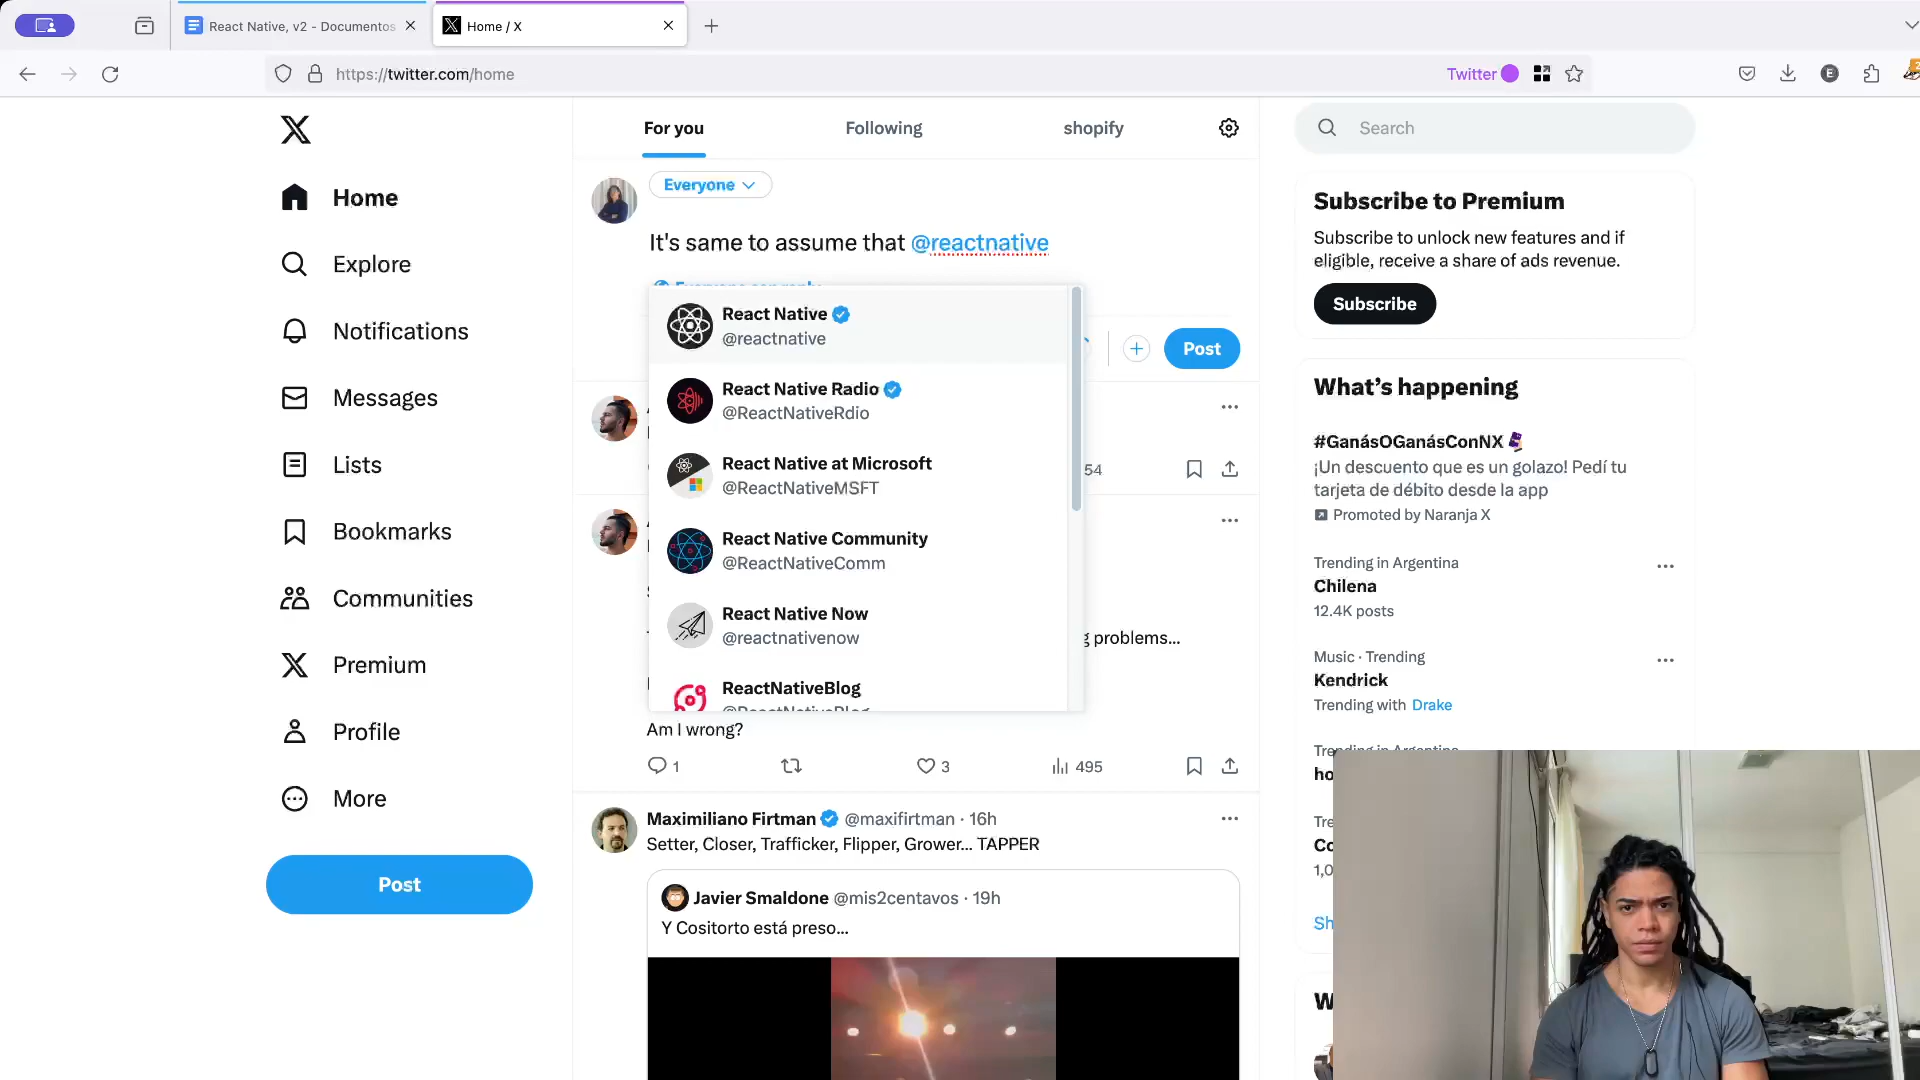 React Native, v2 - Documentos
Home / X
https://twitter.com/home
Twitter
E
Home
Explore
Notifications
Messages
Lists
Bookmarks
Communities
Premium
Profile
More
Post
For you
Following
shopify
Everyone
It's same to assume that @reactnative
React Native
@reactnative
React Native Radio
@ReactNativeRdio
React Native at Microsoft
@ReactNativeMSFT
React Native Community
@ReactNativeComm
React Native Now
@reactnativenow
ReactNativeBlog
@ReactNativeBlog
Post
54
problems...
Am I wrong?
1
3
495
Maximiliano Firtman @maxifirtman · 16h
Setter, Closer, Trafficker, Flipper, Grower... TAPPER
Javier Smaldone @mis2centavos · 19h
Y Cositorto está preso...
Search
Subscribe to Premium
Subscribe to unlock new features and if
eligible, receive a share of ads revenue.
Subscribe
What's happening
#GanásOGanásConNX
¡Un descuento que es un golazo! Pedí tu
tarjeta de débito desde la app
Promoted by Naranja X
Trending in Argentina
Chilena
12.4K posts
Music · Trending
Kendrick
Trending with Drake
Trending in Argentina